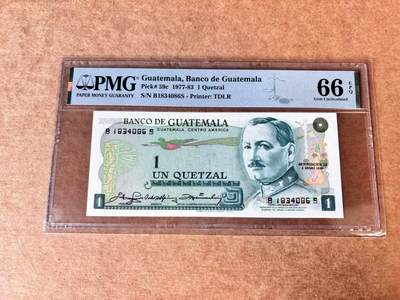 PMG
PAPER MONEY GUARANTY
Guatemala, Banco de Guatemala
Pick# 59c 1977-83 1 Quetzal
S/N B1834086S - Printer: TDLR
66 EPQ
Gem Uncirculated
BANCO DE GUATEMALA
GUATEMALA, CENTRO AMERICA
B 1834086 S
1
UN QUETZAL
B 1834086 S
1
1